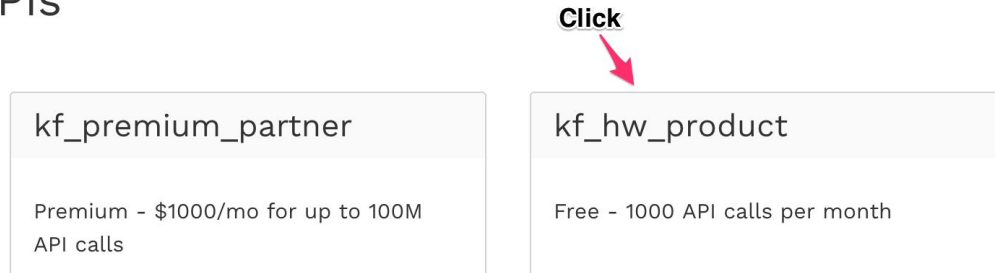 PIs
Click
kf_premium_partner
Premium - $1000/mo for up to 100M
API calls
kf_hw_product
Free - 1000 API calls per month